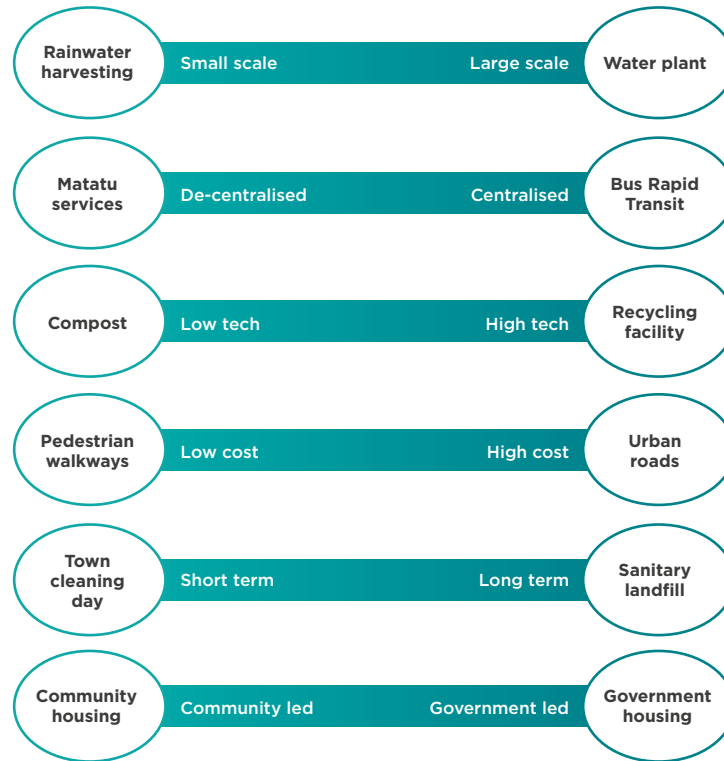 Rainwater
harvesting
Small scale
Large scale
Water plant
Matatu
services
De-centralised
Centralised
Bus Rapid
Transit
Compost
Low tech
High tech
Recycling
facility
Pedestrian
walkways
Low cost
High cost
Urban
roads
Town
cleaning
day
Short term
Long term
Sanitary
landfill
Community
housing
Community led
Government led
Government
housing